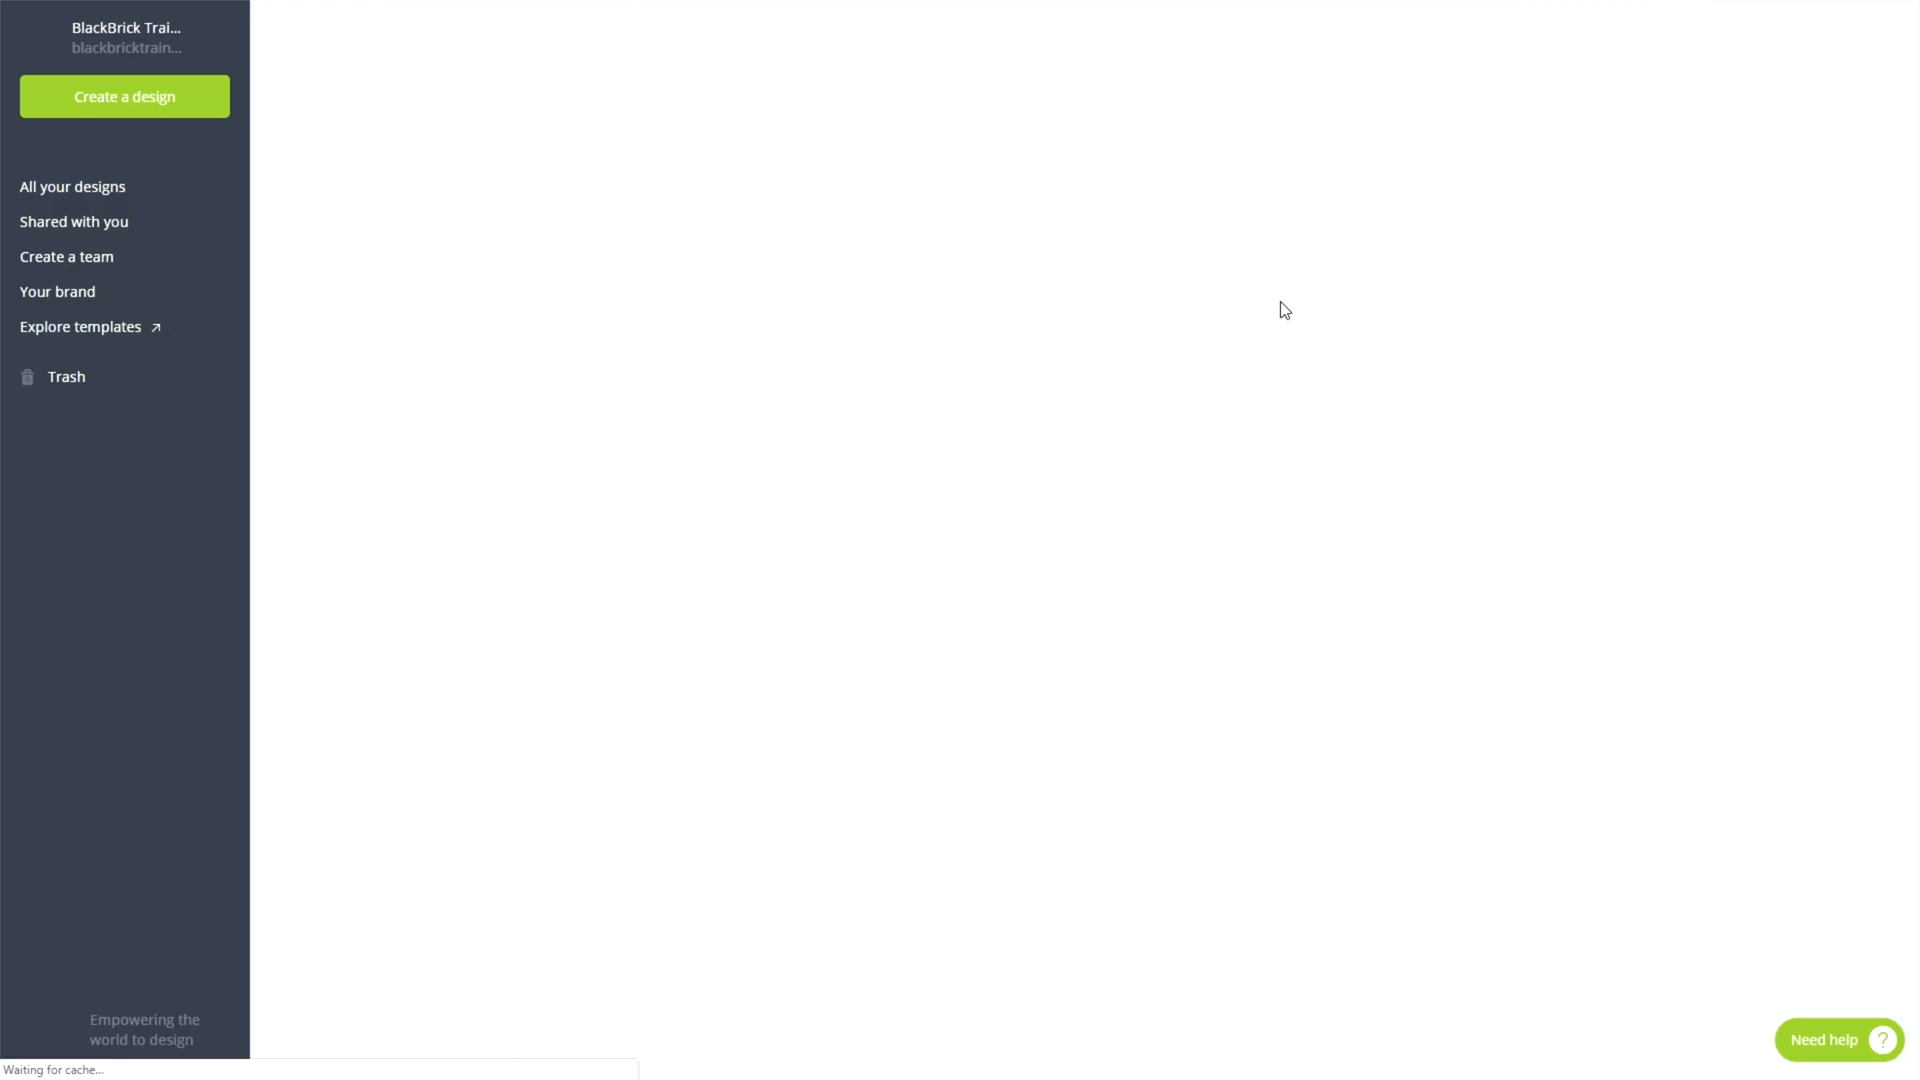 BlackBrick Trai...
blackbricktrain...
Create a design
All your designs
Shared with you
Create a team
Your brand
Explore templates
Trash
Empowering the
world to design
Need help ?
Waiting for cache...